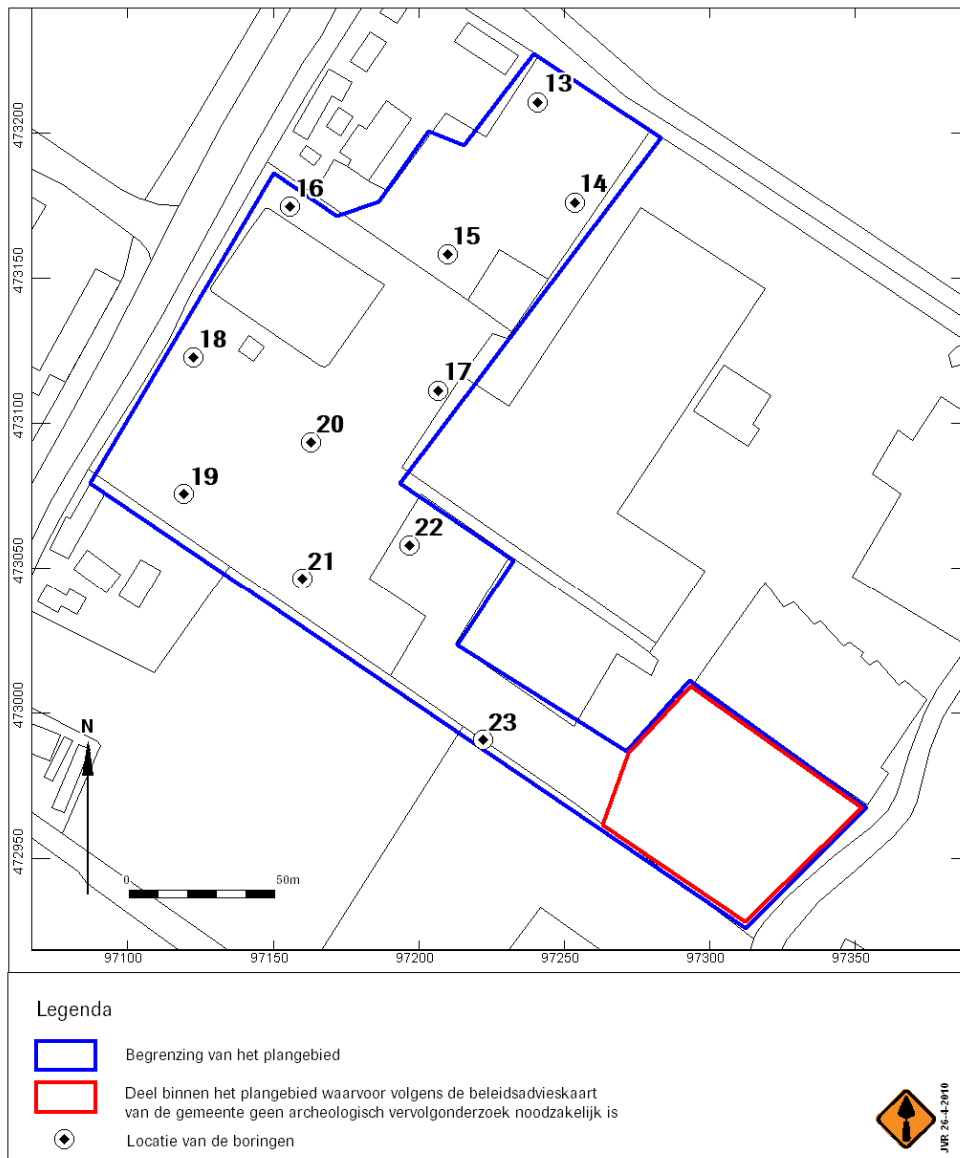 13
14
15
16
17
18
19
20
21
22
23
473200
473150
473100
473050
473000
472950
N
0 50m
97100 97150 97200 97250 97300 97350
Legenda
Begrenzing van het plangebied
Deel binnen het plangebied waarvoor volgens de beleidsadvieskaart
van de gemeente geen archeologisch vervolgonderzoek noodzakelijk is
Locatie van de boringen
JVR 26-4-2010